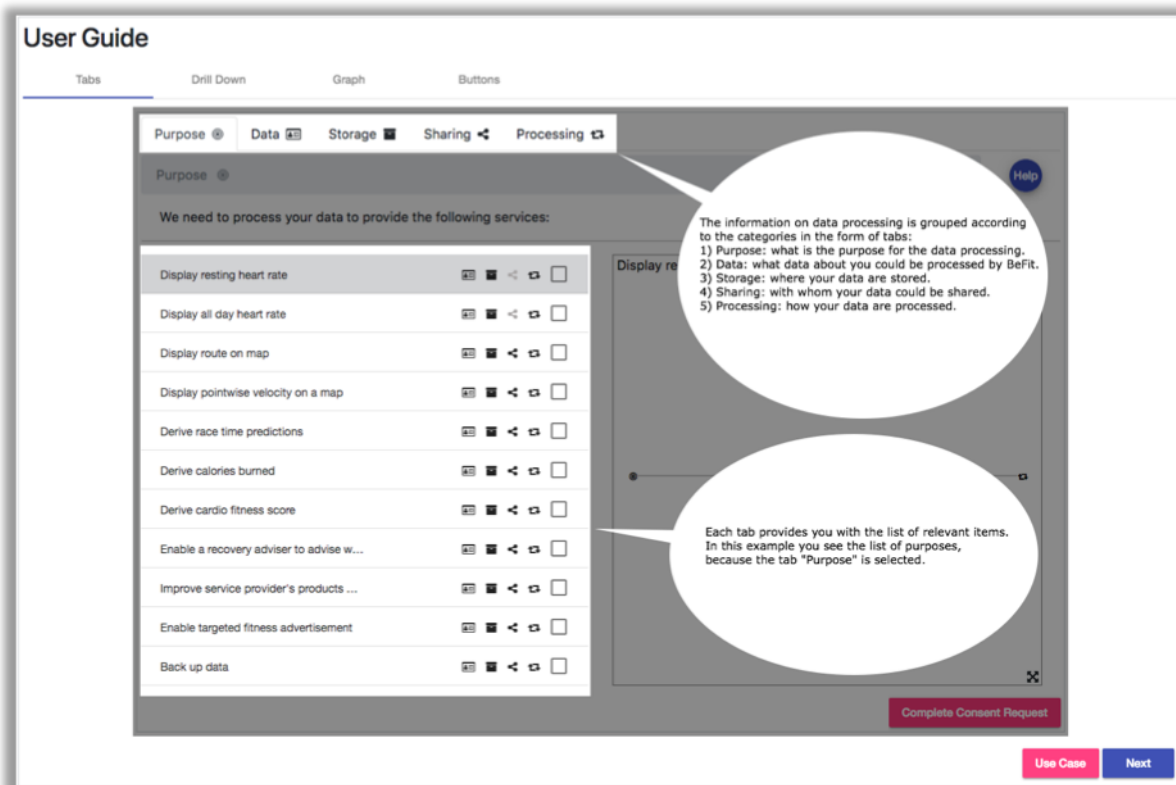 User Guide
Tabs Drill Down Graph Buttons
Purpose Data Storage Sharing Processing
Purpose
Help
We need to process your data to provide the following services:
The information on data processing is grouped according
to the categories in the form of tabs:
1) Purpose: what is the purpose for the data processing.
2) Data: what data about you could be processed by BeFit.
3) Storage: where your data are stored.
4) Sharing: with whom your data could be shared.
5) Processing: how your data are processed.
Display resting heart rate
Display re
Display all day heart rate
Display route on map
Display pointwise velocity on a map
Derive race time predictions
Derive calories burned
Derive cardio fitness score
Enable a recovery adviser to advise w...
Improve service provider's products ...
Enable targeted fitness advertisement
Back up data
Each tab provides you with the list of relevant items.
In this example you see the list of purposes,
because the tab "Purpose" is selected.
Complete Consent Request
Use Case Next